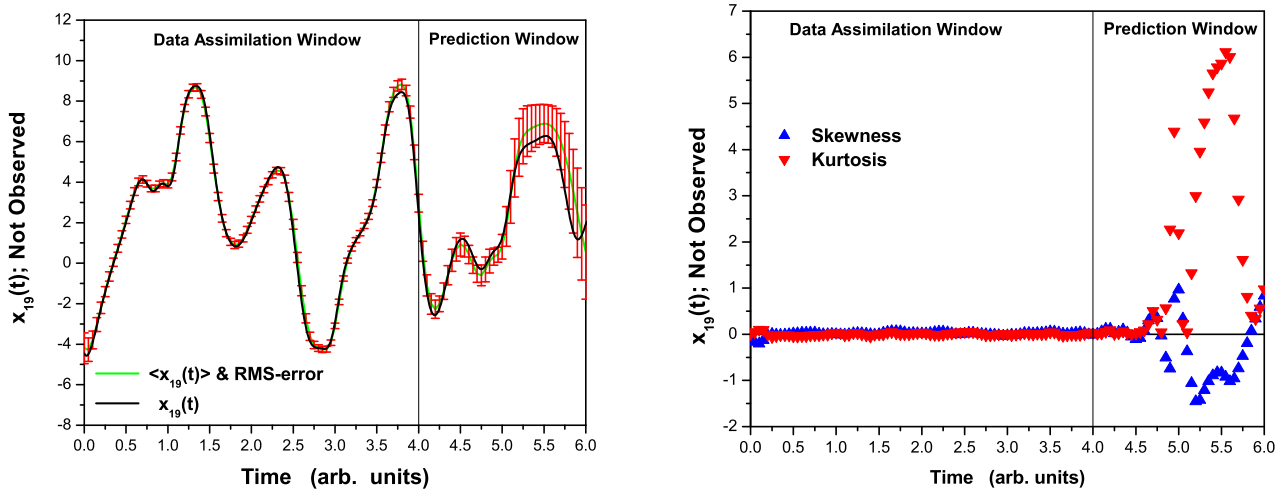 12
10
8
6
4
2
0
-2
-4
-6
-8
x19(t); Not Observed
Data Assimilation Window
Prediction Window
<x19(t)> & RMS-error
x19(t)
0.0 0.5 1.0 1.5 2.0 2.5 3.0 3.5 4.0 4.5 5.0 5.5 6.0
Time (arb. units)
7
6
5
4
3
2
1
0
-1
-2
x19(t); Not Observed
Data Assimilation Window
Prediction Window
Skewness
Kurtosis
0.0 0.5 1.0 1.5 2.0 2.5 3.0 3.5 4.0 4.5 5.0 5.5 6.0
Time (arb. units)